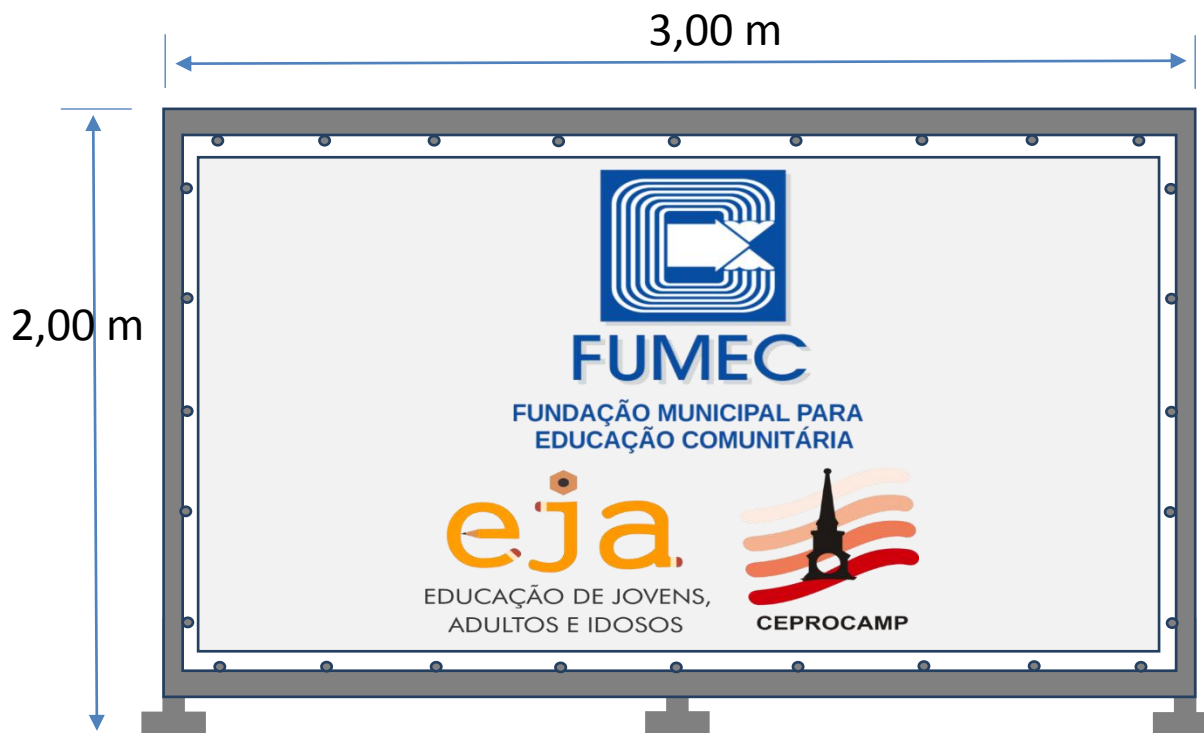 3,00 m
2,00 m
FUMEC
FUNDAÇÃO MUNICIPAL PARA
EDUCAÇÃO COMUNITÁRIA
eja
EDUCAÇÃO DE JOVENS,
ADULTOS E IDOSOS
CEPROCAMP